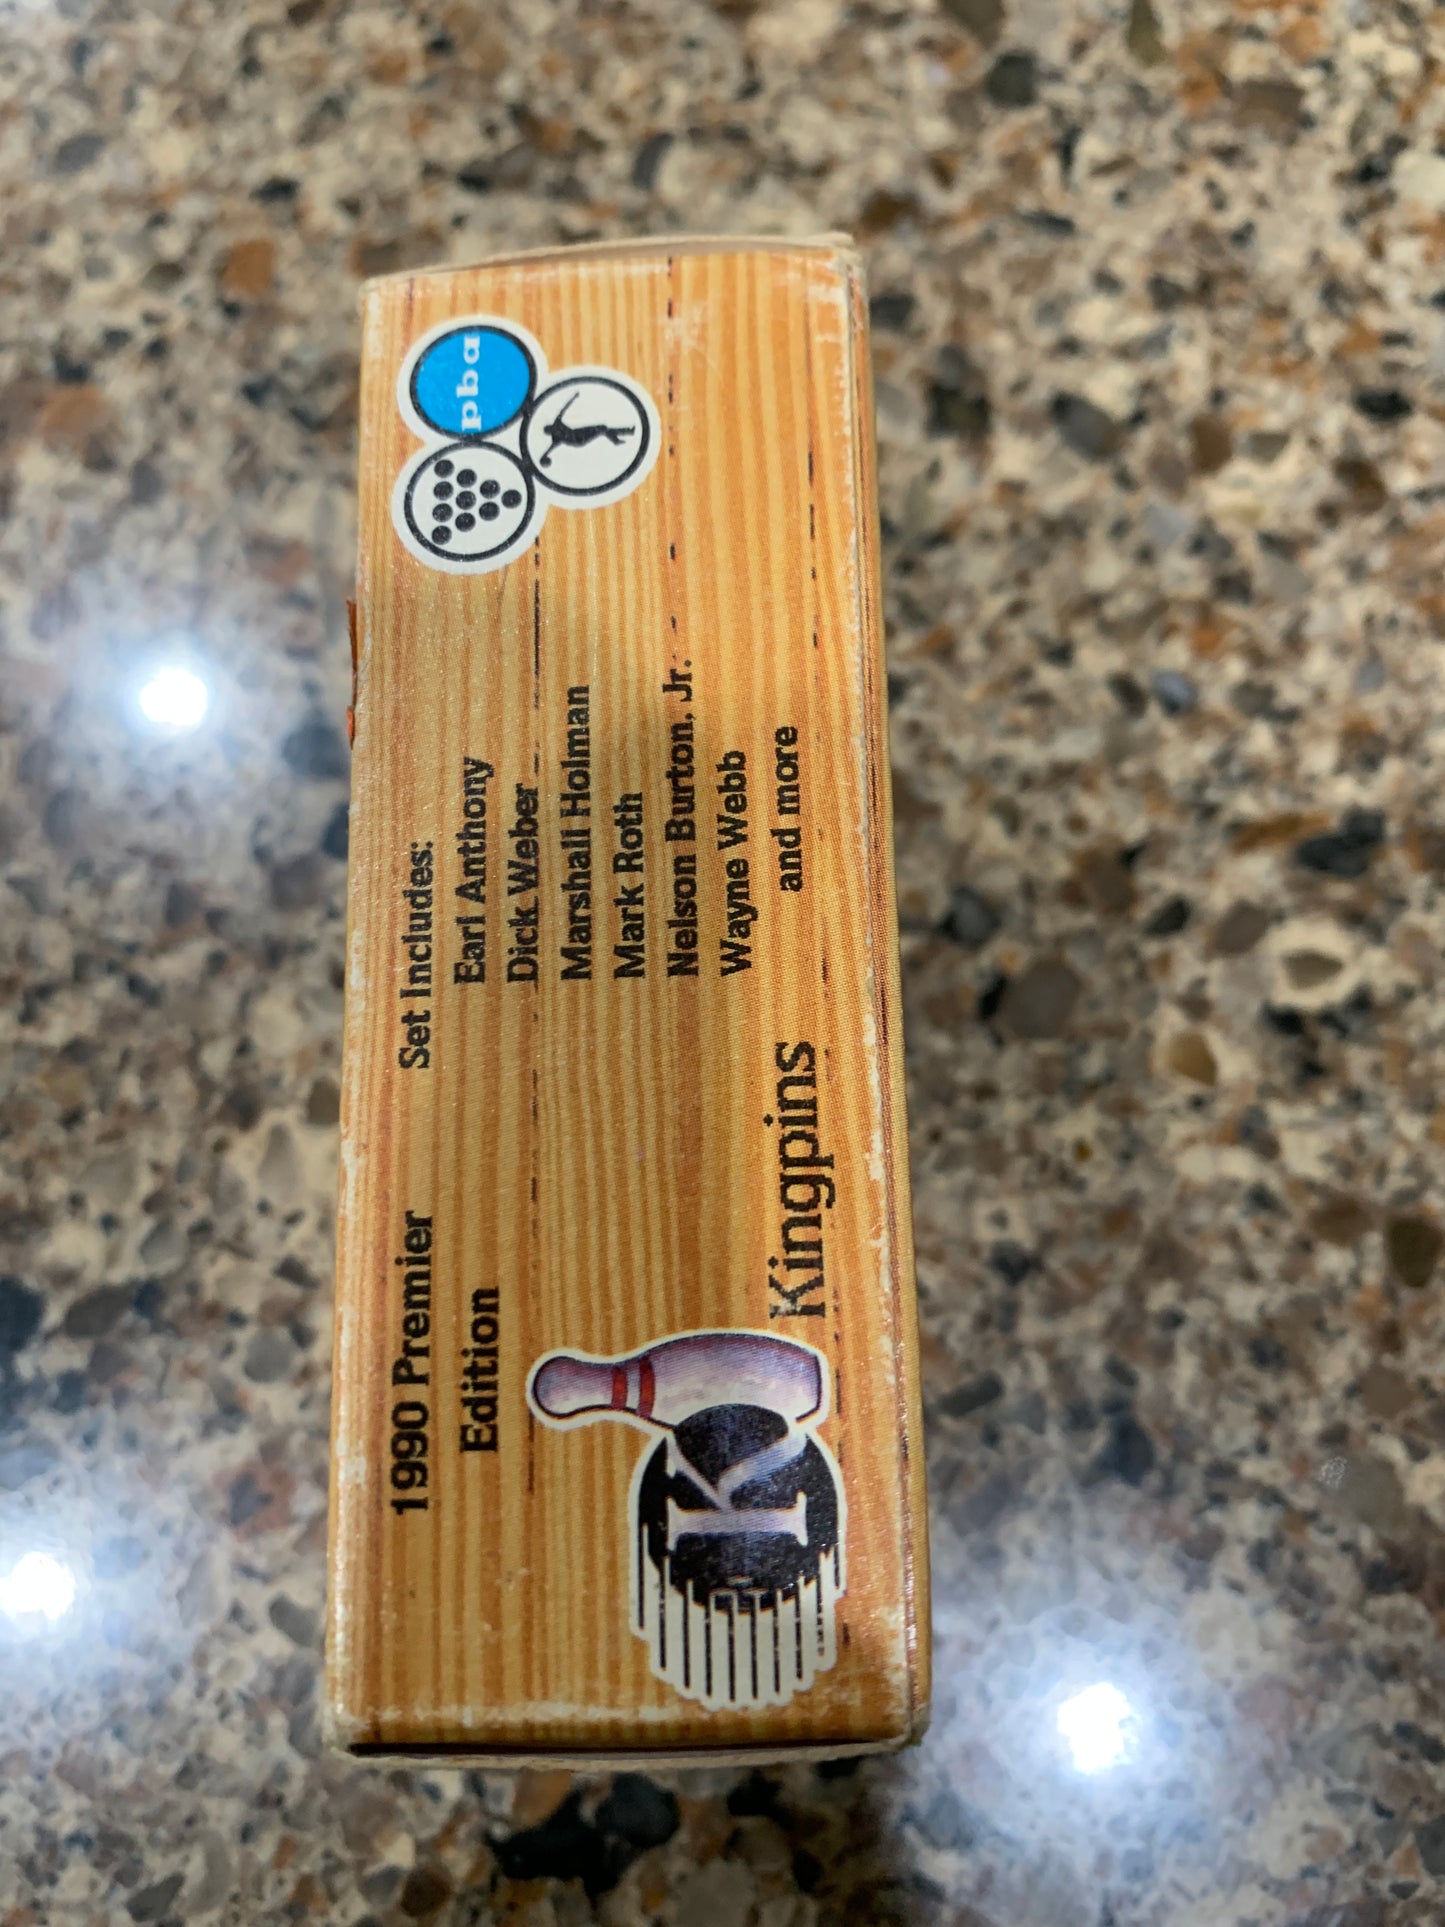 1990 Premier
Edition
K
Kingpins
Set Includes:
Earl Anthony
Dick Weber
Marshall Holman
Mark Roth
Nelson Burton, Jr.
Wayne Webb
and more
pba